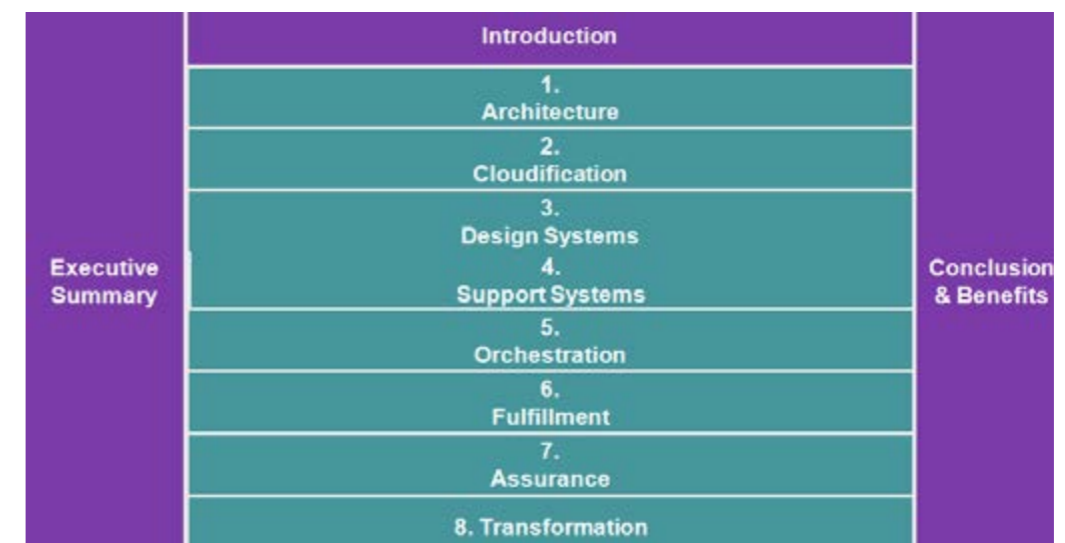 Introduction
1.
Architecture
2.
Cloudification
3.
Design Systems
4.
Support Systems
5.
Orchestration
6.
Fulfillment
7.
Assurance
8. Transformation
Executive
Summary
Conclusion
& Benefits